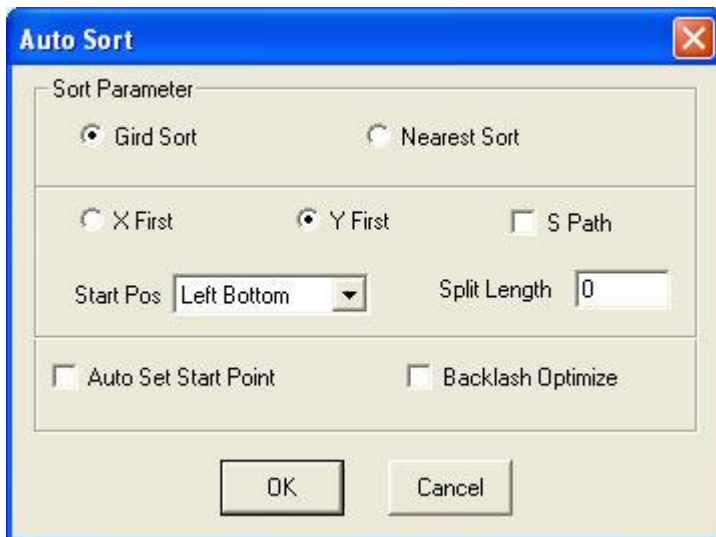 Auto Sort
Sort Parameter
Gird Sort Nearest Sort
X First Y First S Path
Start Pos Left Bottom Split Length 0
Auto Set Start Point Backlash Optimize
OK Cancel